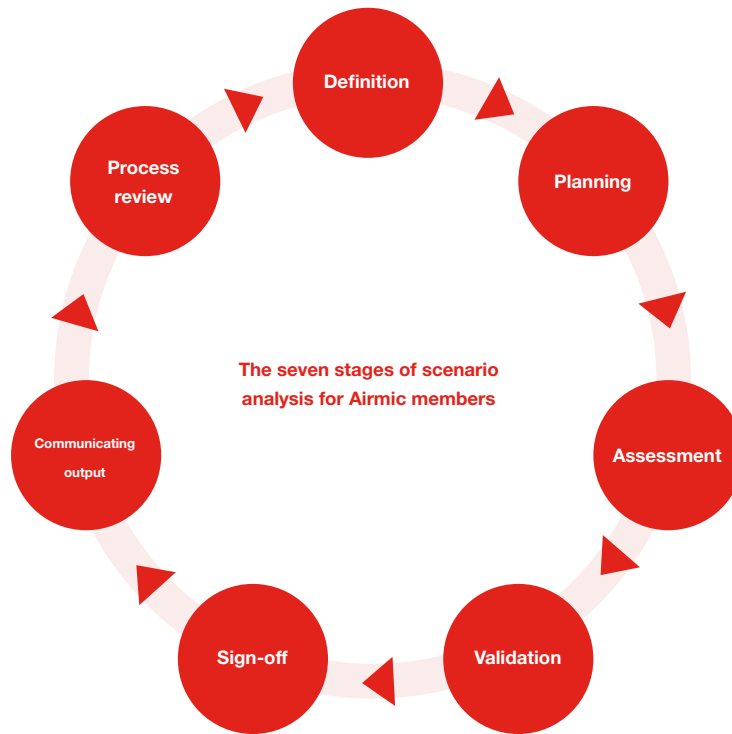 Definition
Planning
Assessment
Validation
Sign-off
Communicating
output
Process
review
The seven stages of scenario
analysis for Airmic members